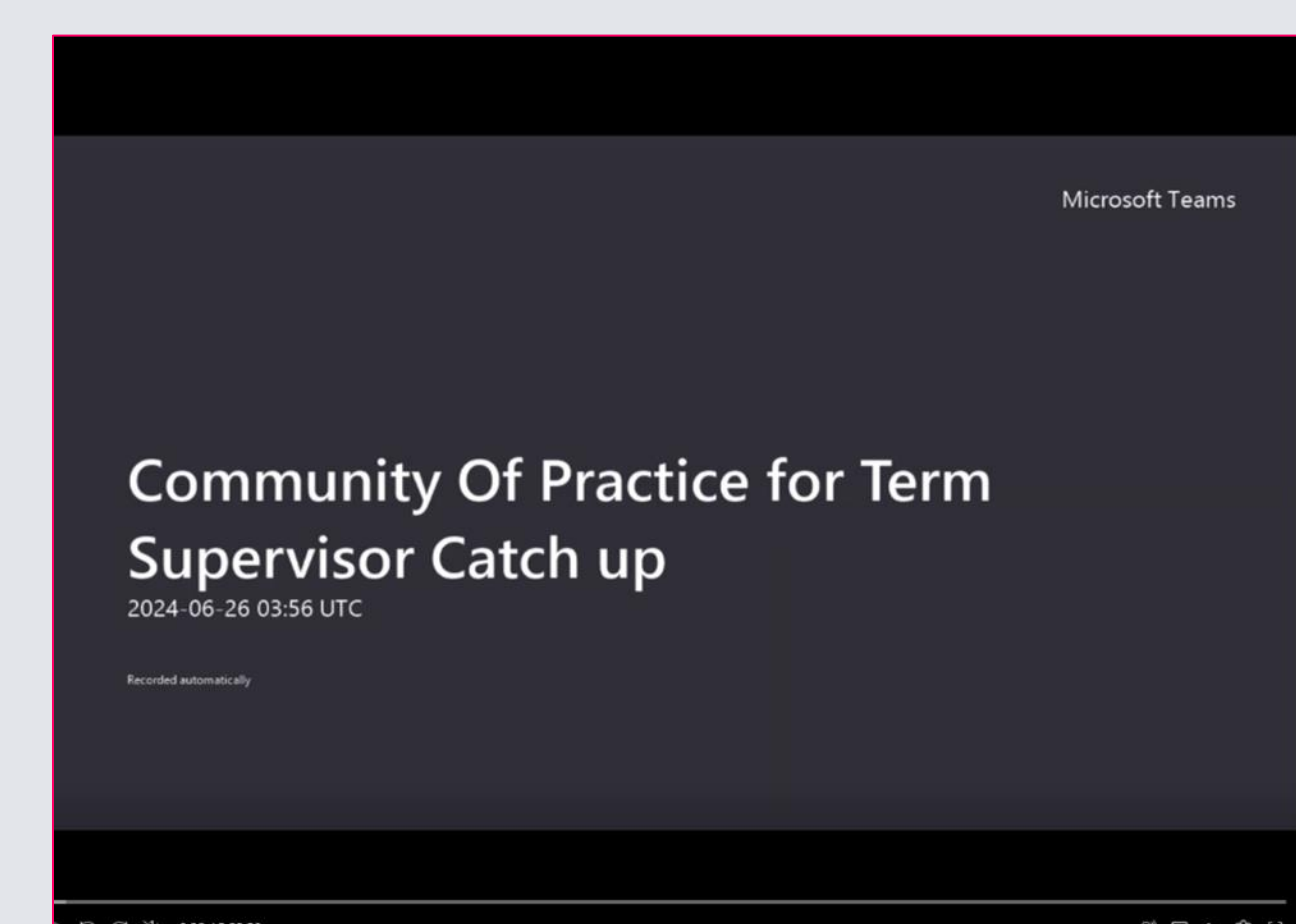 Microsoft Teams
Community Of Practice for Term
Supervisor Catch up
2024-06-26 03:56 UTC
Recorded automatically